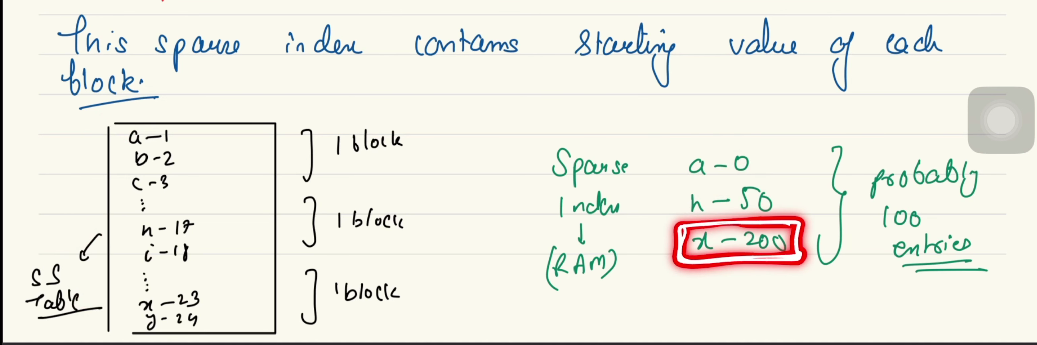 This sparse index contains starting value of each
block.
a-1
b-2
c-3
⋮
h-17
i-18
⋮
x-23
y-24
SS
Table
] 1 block
] 1 block
] 1 block
Sparse
Index
↓
(RAM)
a-0
h-50
x-200
} probably
100
entries